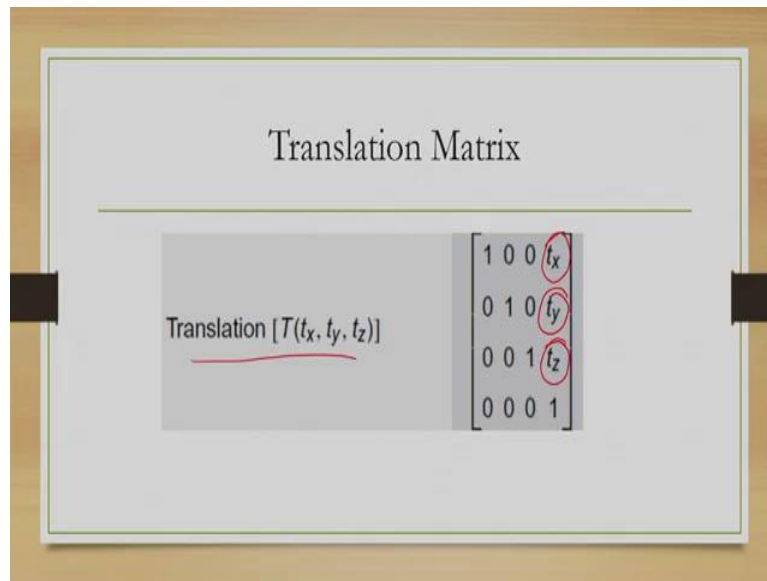 Translation Matrix
Translation [T(tx, ty, tz)]
1 0 0 tx
0 1 0 ty
0 0 1 tz
0 0 0 1